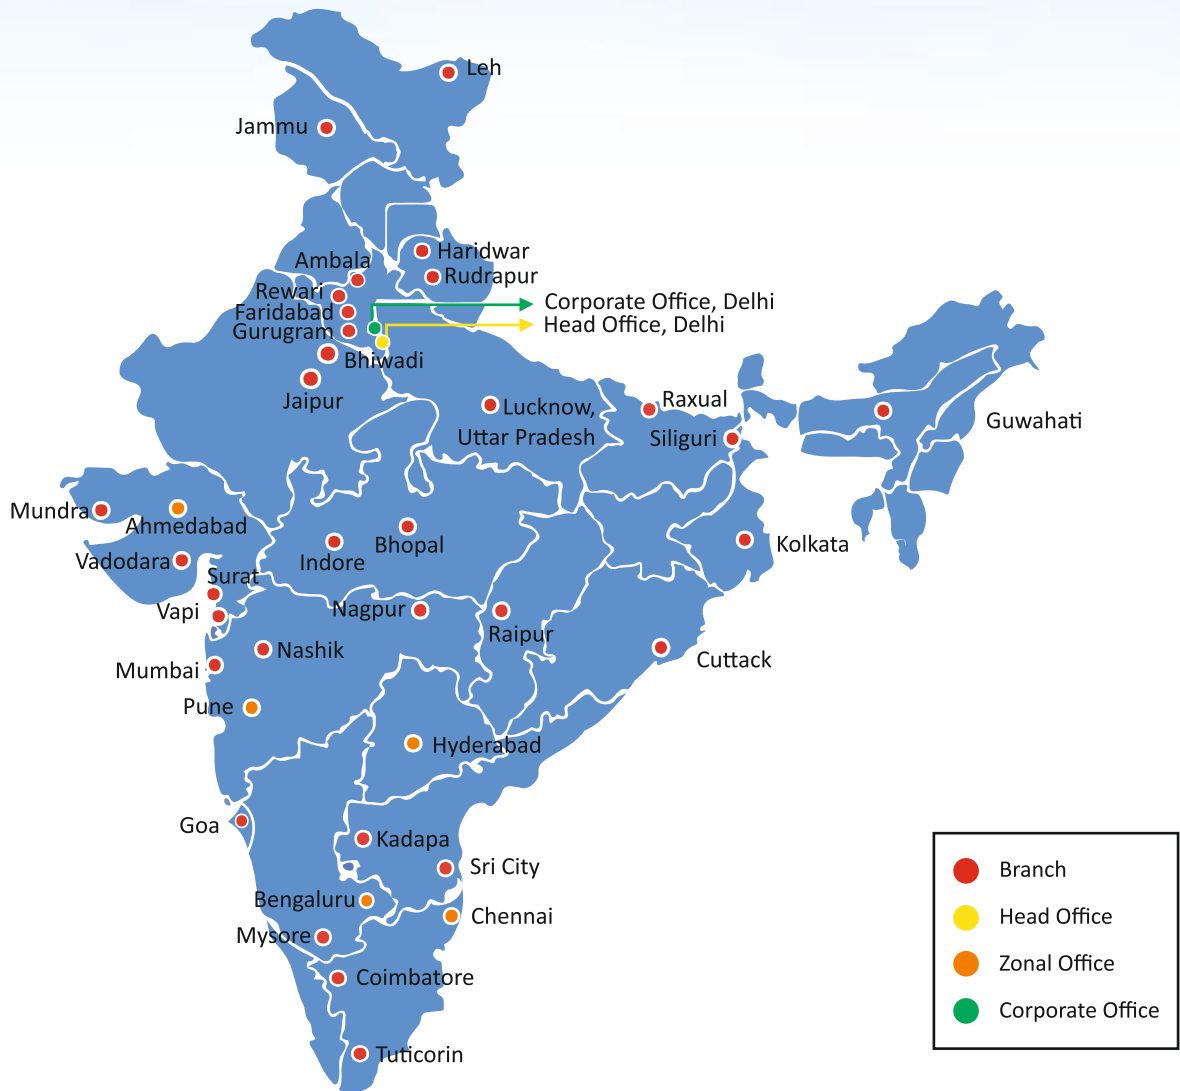 Leh
Jammu
Haridwar
Ambala
Rudrapur
Rewari
Corporate Office, Delhi
Faridabad
Head Office, Delhi
Gurugram
Bhiwadi
Jaipur
Raxual
Lucknow,
Uttar Pradesh
Siliguri
Guwahati
Mundra
Ahmedabad
Bhopal
Kolkata
Vadodara
Indore
Surat
Vapi
Nagpur
Raipur
Nashik
Cuttack
Mumbai
Pune
Hyderabad
Goa
Kadapa
Sri City
Bengaluru
Chennai
Mysore
Coimbatore
Tuticorin
Branch
Head Office
Zonal Office
Corporate Office